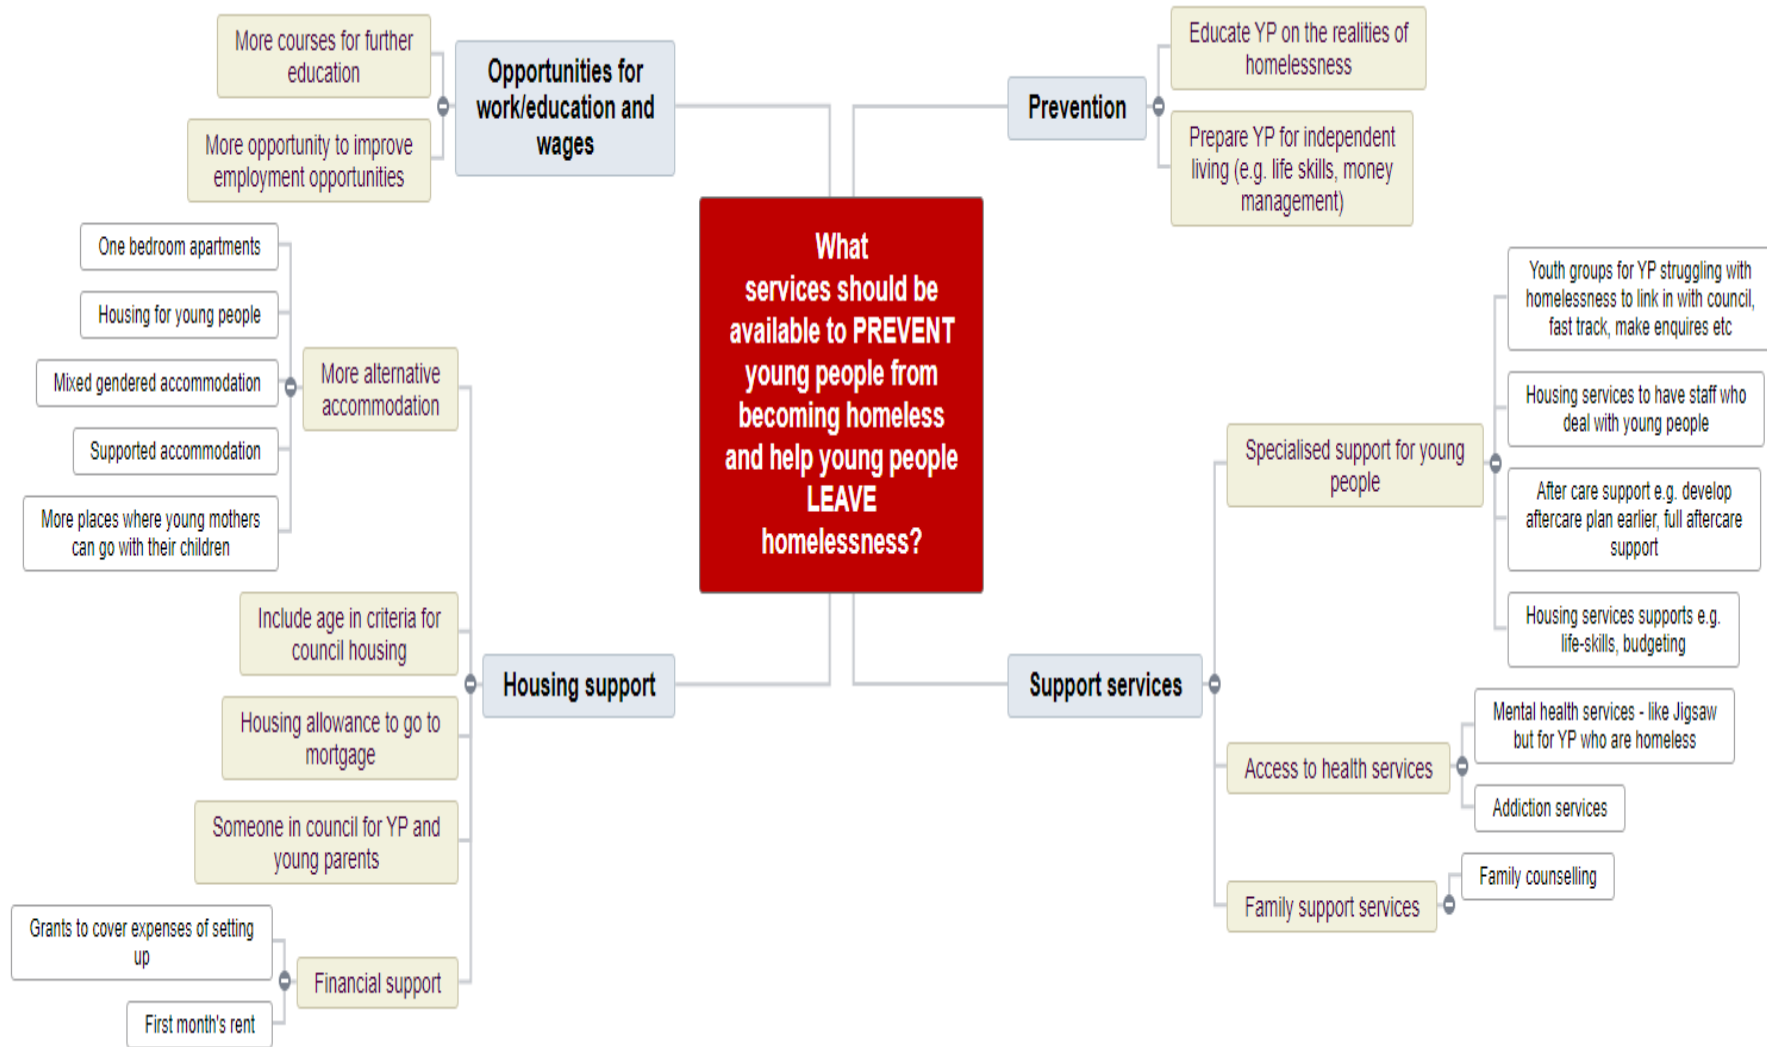 More courses for further
education
More opportunity to improve
employment opportunities
Opportunities for
work/education and
wages
Prevention
Educate YP on the realities of
homelessness
Prepare YP for independent
living (e.g. life skills, money
management)
What
services should be
available to PREVENT
young people from
becoming homeless
and help young people
LEAVE
homelessness?
One bedroom apartments
Housing for young people
Mixed gendered accommodation
Supported accommodation
More places where young mothers
can go with their children
More alternative
accommodation
Include age in criteria for
council housing
Housing allowance to go to
mortgage
Someone in council for YP and
young parents
Grants to cover expenses of setting
up
First month's rent
Financial support
Housing support
Support services
Specialised support for young
people
Youth groups for YP struggling with
homelessness to link in with council,
fast track, make enquires etc
Housing services to have staff who
deal with young people
After care support e.g. develop
aftercare plan earlier, full aftercare
support
Housing services supports e.g.
life-skills, budgeting
Access to health services
Mental health services - like Jigsaw
but for YP who are homeless
Addiction services
Family support services
Family counselling